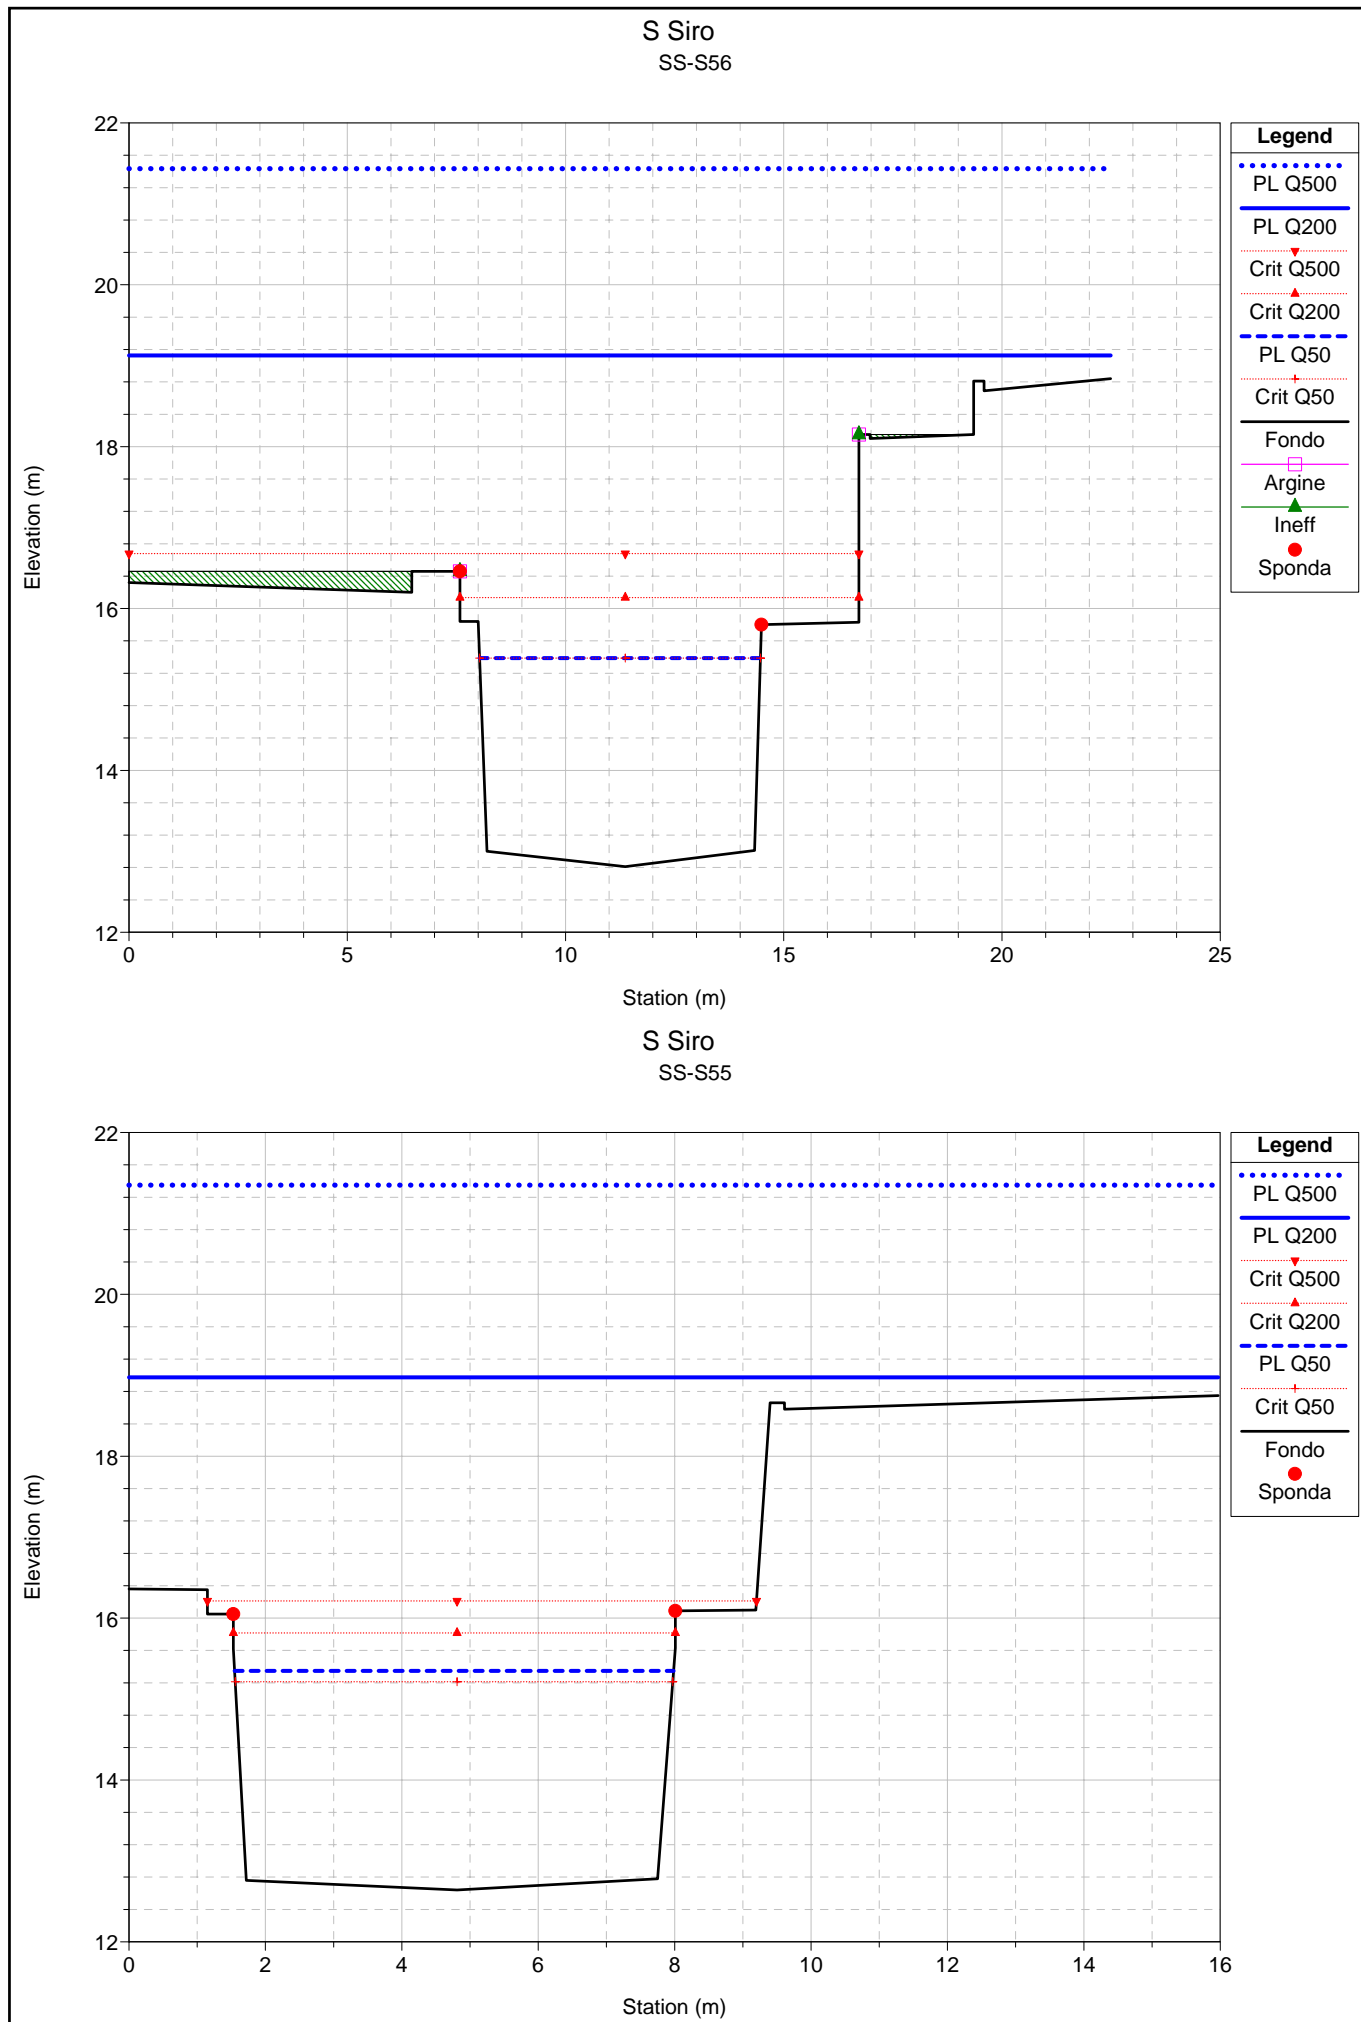 S Siro
SS-S56
22
20
18
16
14
12
0 5 10 15 20 25
Elevation (m)
Station (m)
Legend
PL Q500
PL Q200
Crit Q500
Crit Q200
PL Q50
Crit Q50
Fondo
Argine
Ineff
Sponda
S Siro
SS-S55
22
20
18
16
14
12
0 2 4 6 8 10 12 14 16
Elevation (m)
Station (m)
Legend
PL Q500
PL Q200
Crit Q500
Crit Q200
PL Q50
Crit Q50
Fondo
Sponda